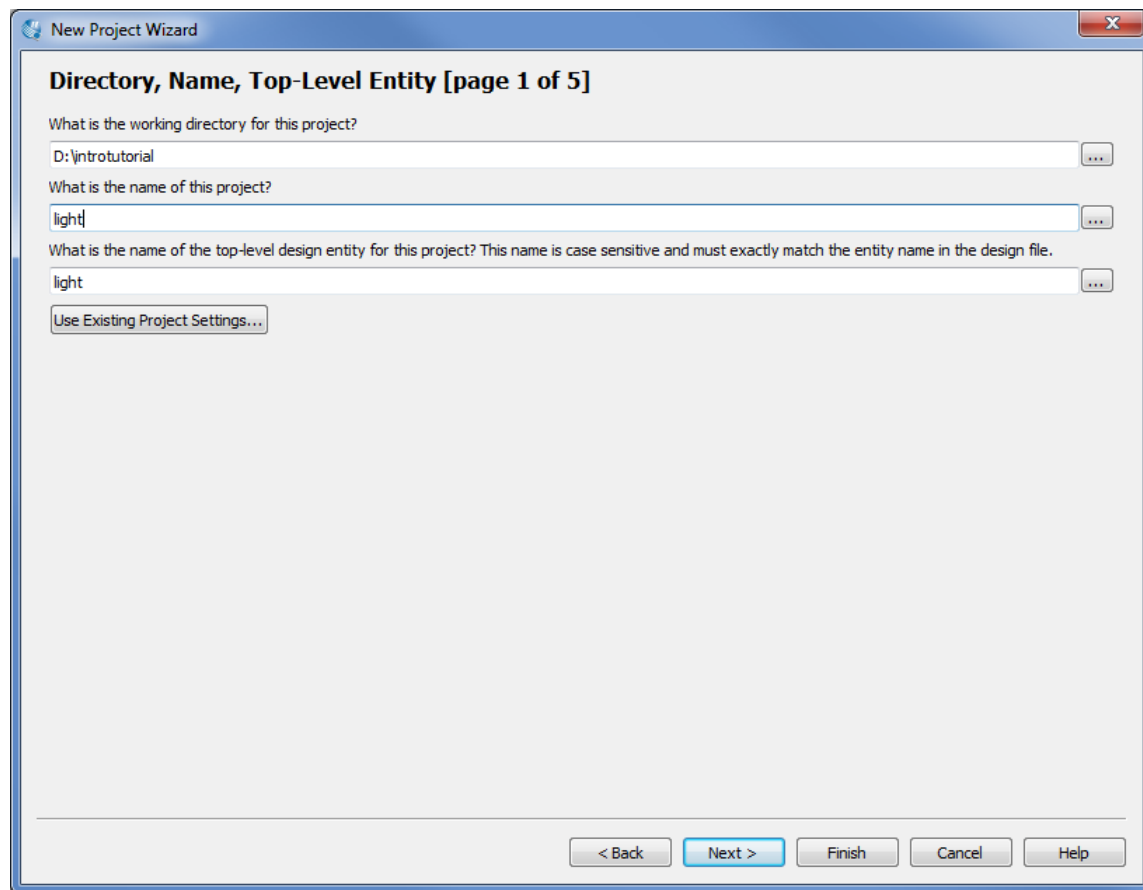 New Project Wizard
Directory, Name, Top-Level Entity [page 1 of 5]
What is the working directory for this project?
D:\introtutorial
...
What is the name of this project?
light
...
What is the name of the top-level design entity for this project? This name is case sensitive and must exactly match the entity name in the design file.
light
...
Use Existing Project Settings...
< Back
Next >
Finish
Cancel
Help